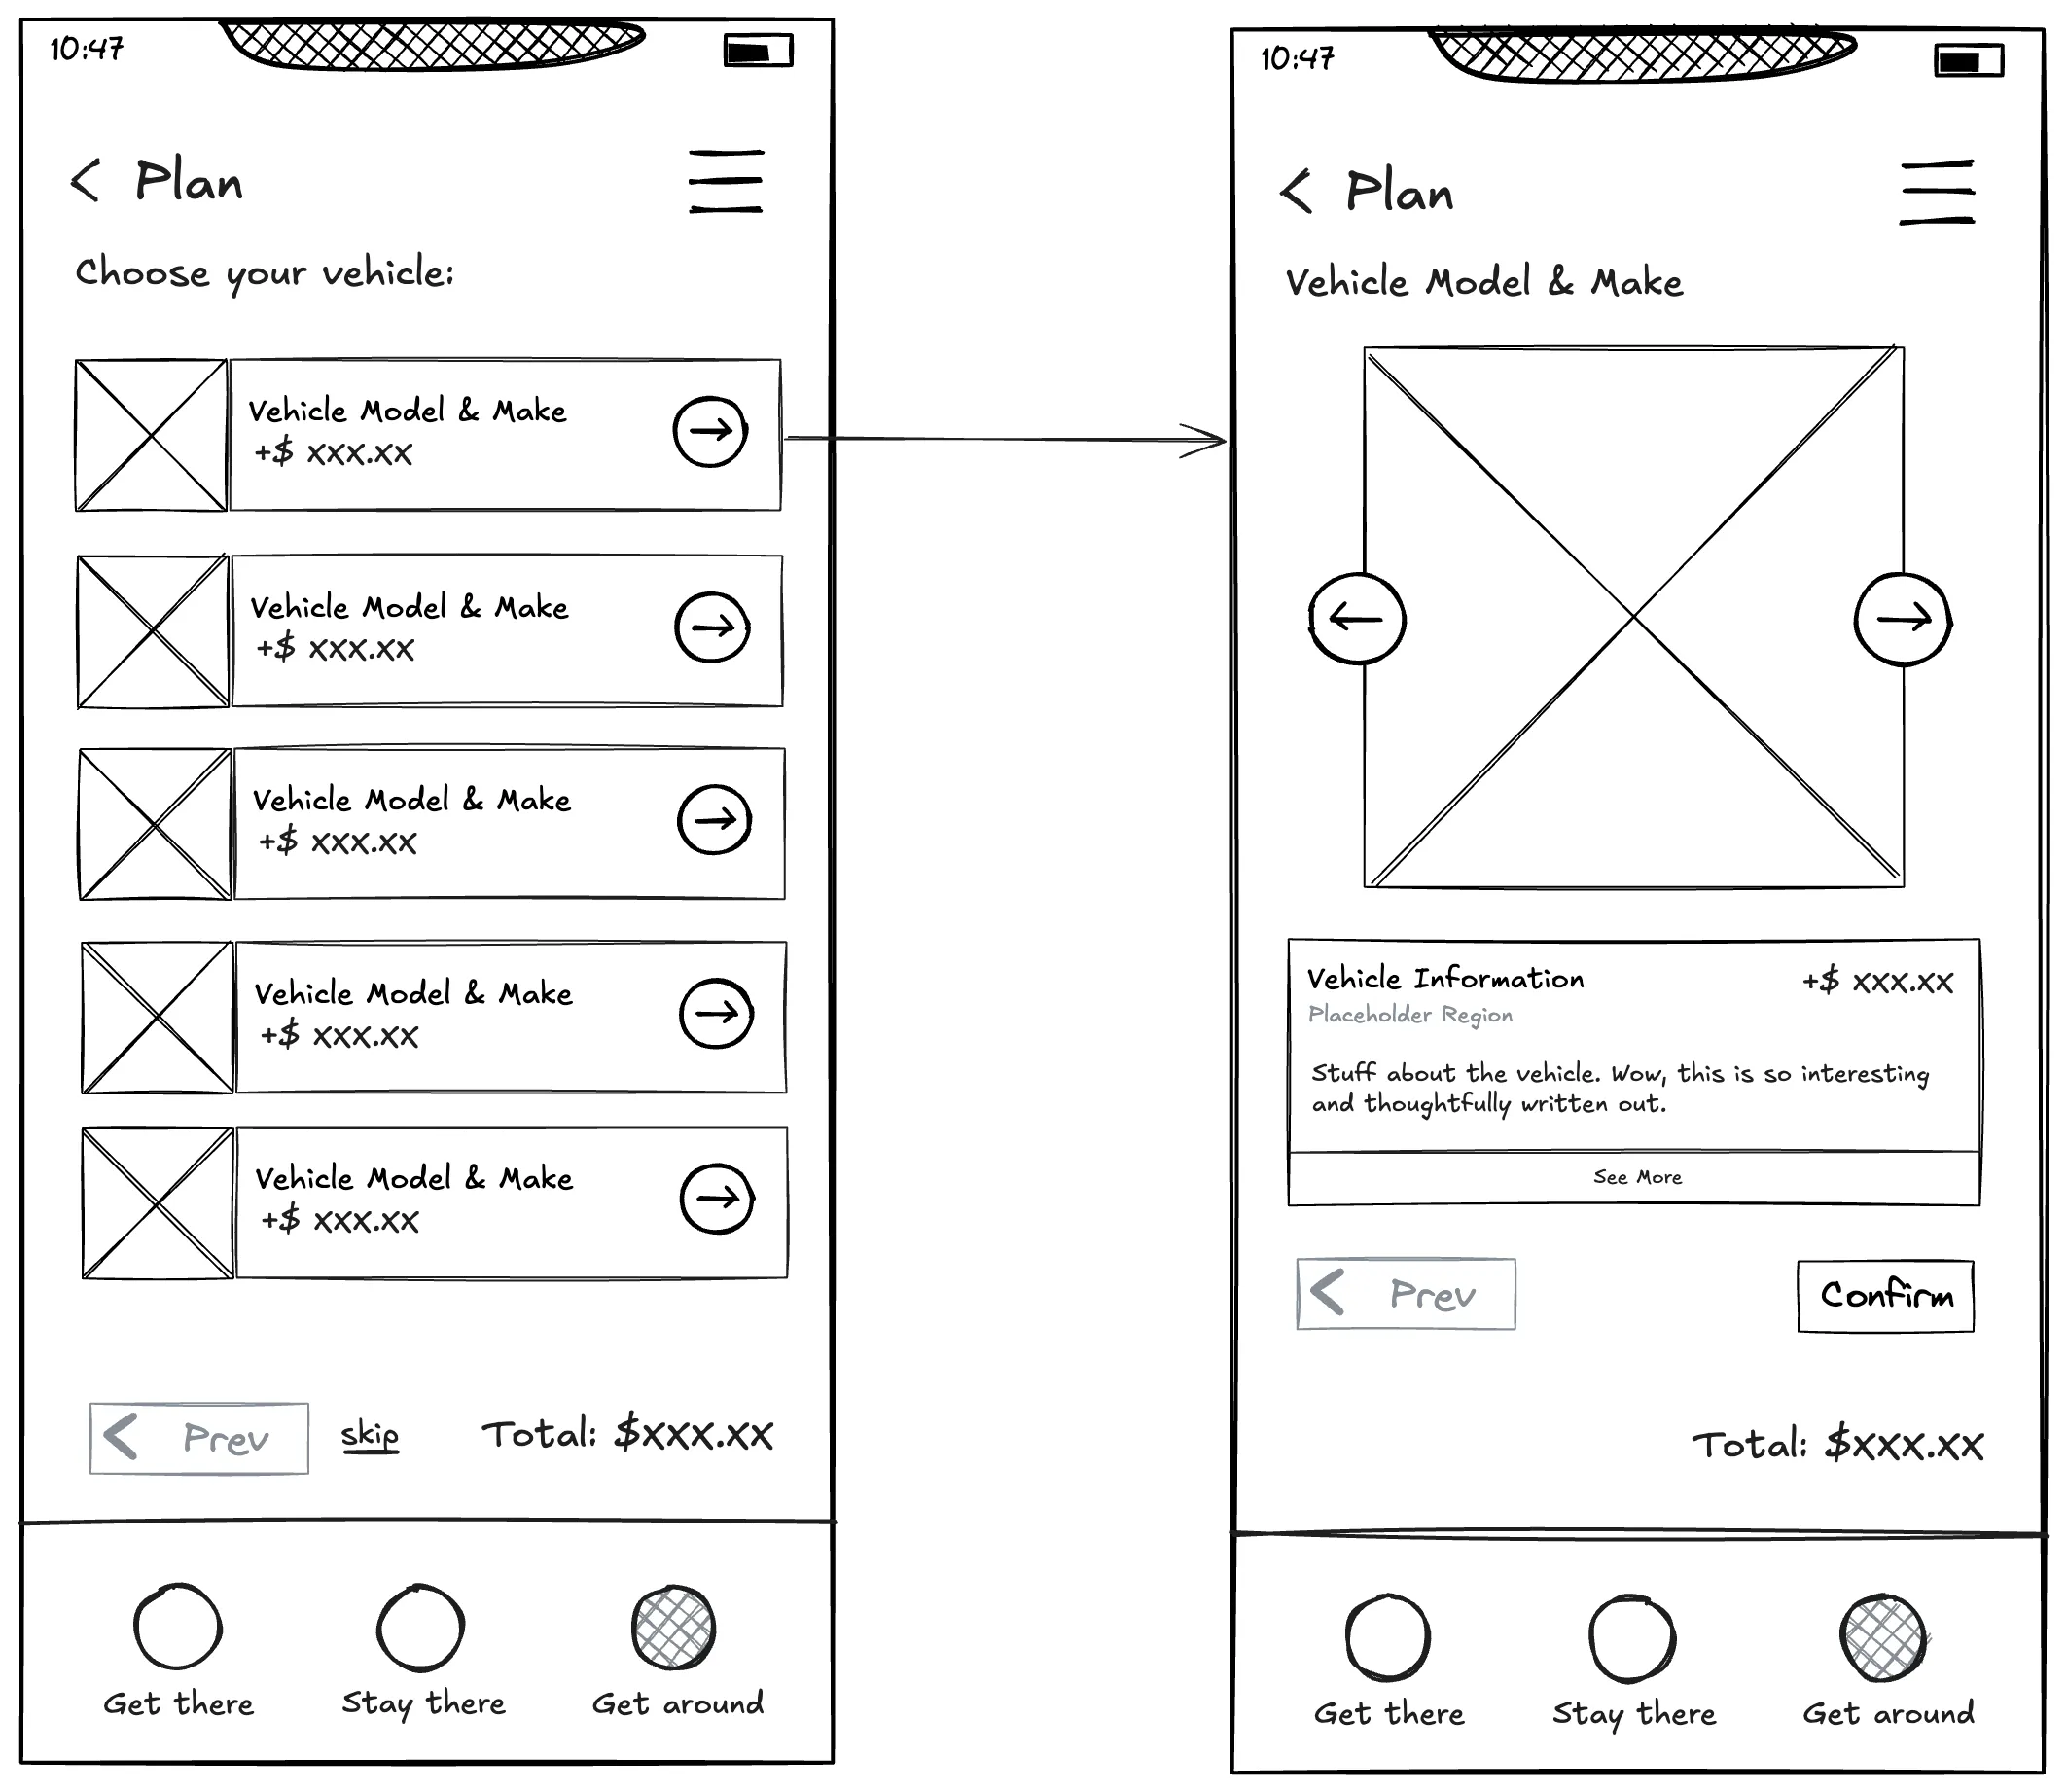 10:47
< Plan
Choose your vehicle:
Vehicle Model & Make
+$ xxx.xx
Vehicle Model & Make
+$ xxx.xx
Vehicle Model & Make
+$ xxx.xx
Vehicle Model & Make
+$ xxx.xx
Vehicle Model & Make
+$ xxx.xx
< Prev
skip
Total: $xxx.xx
Get there
Stay there
Get around
10:47
< Plan
Vehicle Model & Make
Vehicle Information
+$ xxx.xx
Placeholder Region
Stuff about the vehicle. Wow, this is so interesting
and thoughtfully written out.
See More
< Prev
Confirm
Total: $xxx.xx
Get there
Stay there
Get around